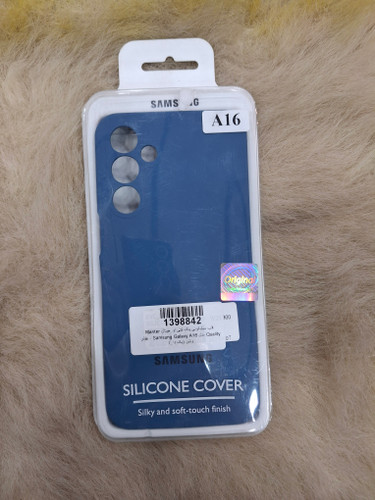 SAMSUNG
A16
Original
1398842
Samsung Galaxy A16
SAMSUNG
SILICONE COVER
Silky and soft-touch finish